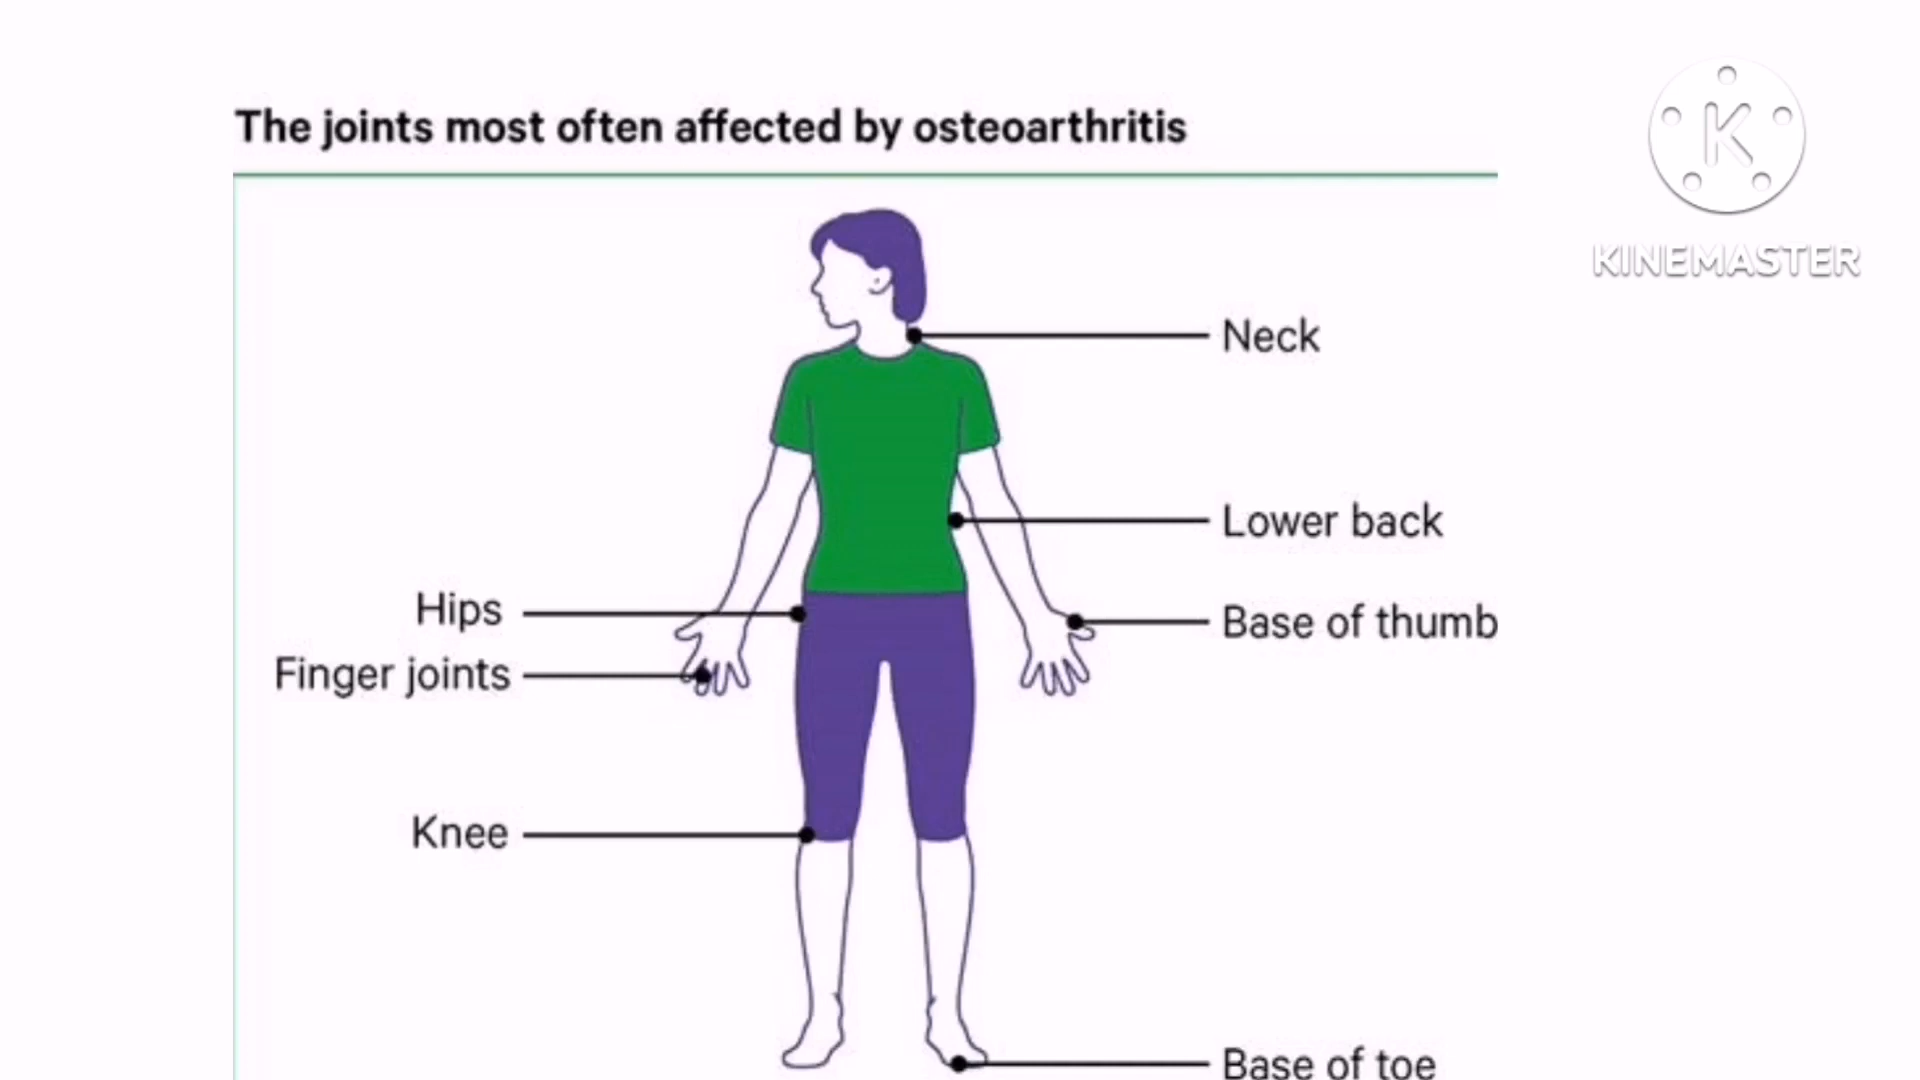 The joints most often affected by osteoarthritis
K
KINEMASTER
Neck
Lower back
Hips
Base of thumb
Finger joints
Knee
Base of toe